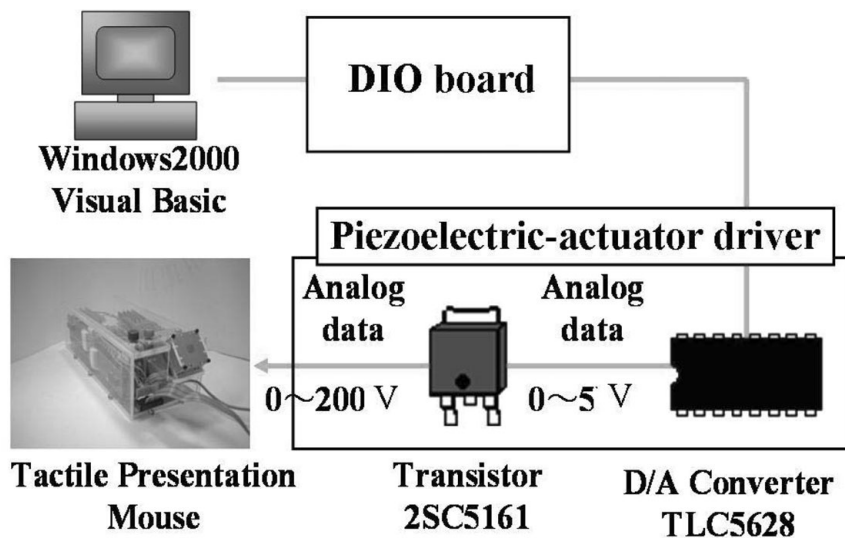 DIO board
Windows2000
Visual Basic
Piezoelectric-actuator driver
Analog
data
Analog
data
0～200 V
0～5 V
Tactile Presentation
Mouse
Transistor
2SC5161
D/A Converter
TLC5628